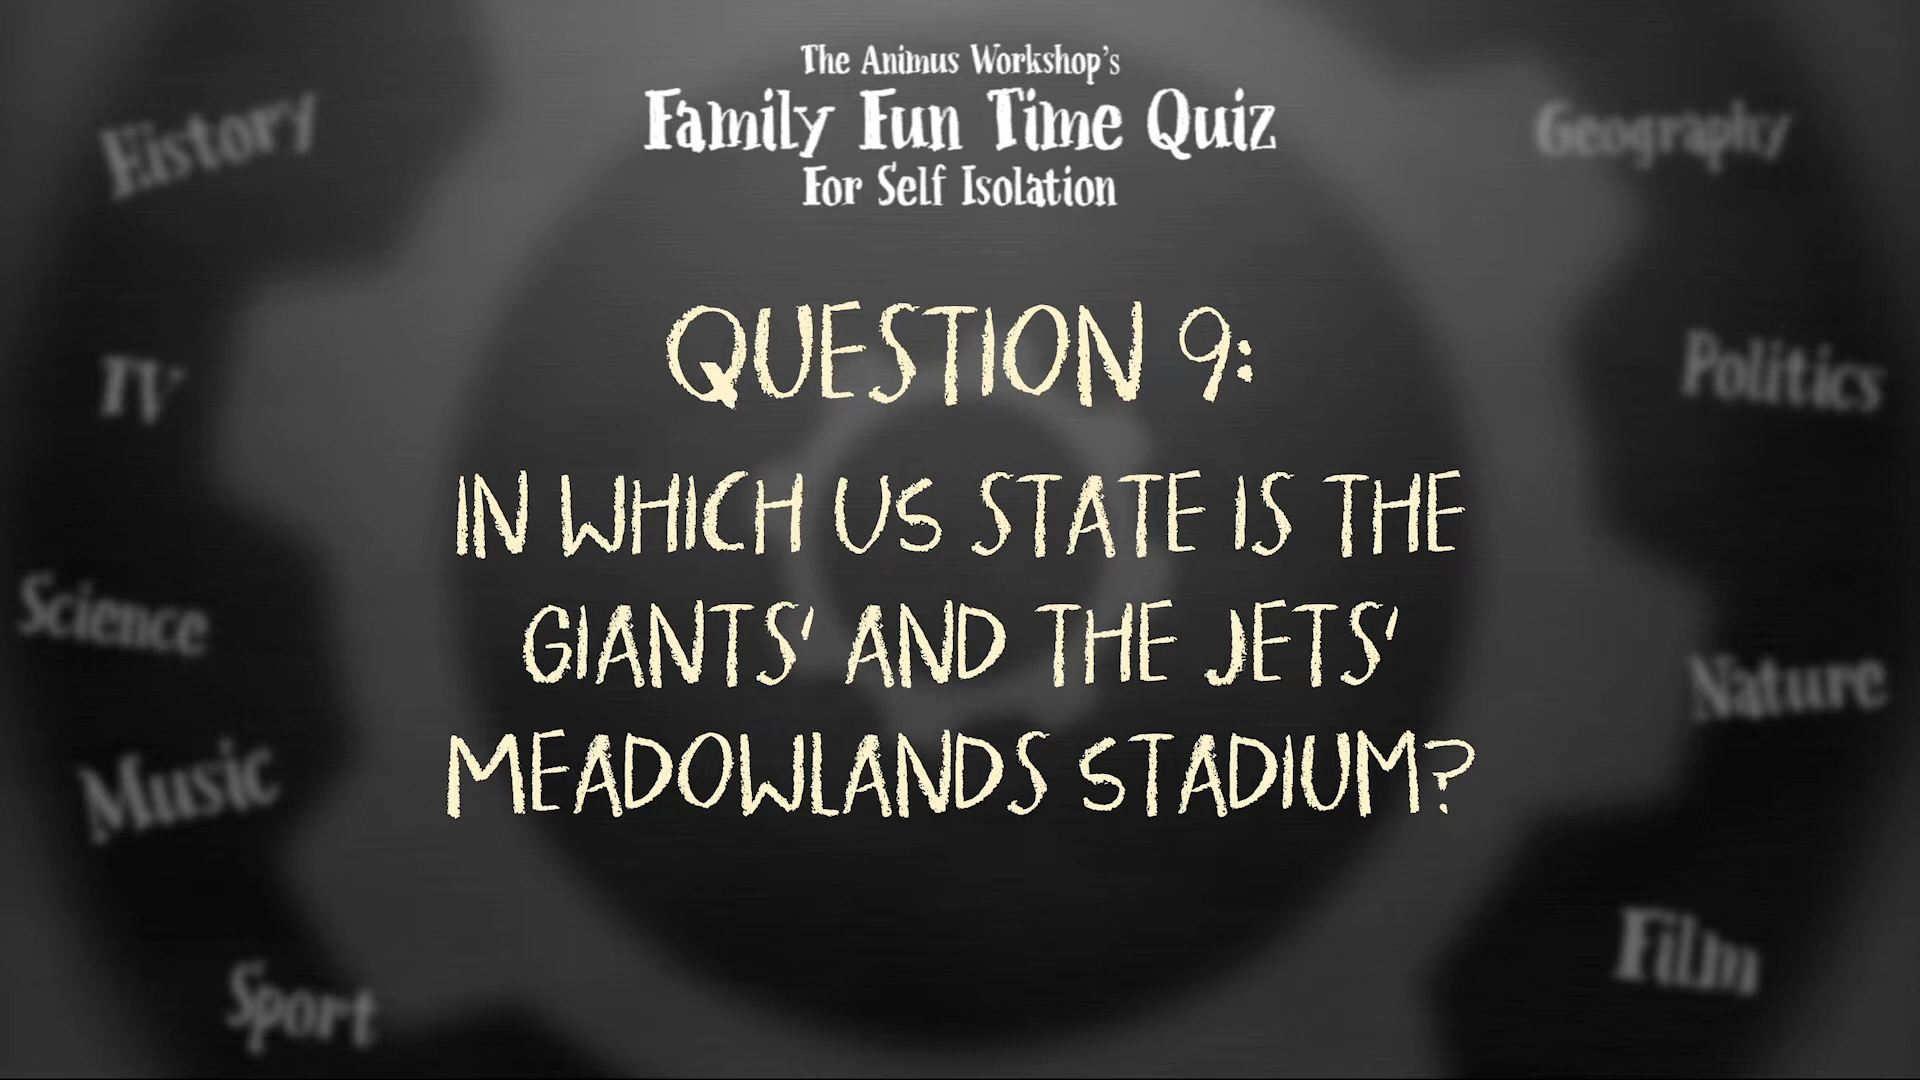 The Animus Workshop's
Family Fun Time Quiz
For Self Isolation
History
Geography
TV
Politics
Science
Nature
Music
Film
Sport
QUESTION 9:
IN WHICH US STATE IS THE
GIANTS' AND THE JETS'
MEADOWLANDS STADIUM?